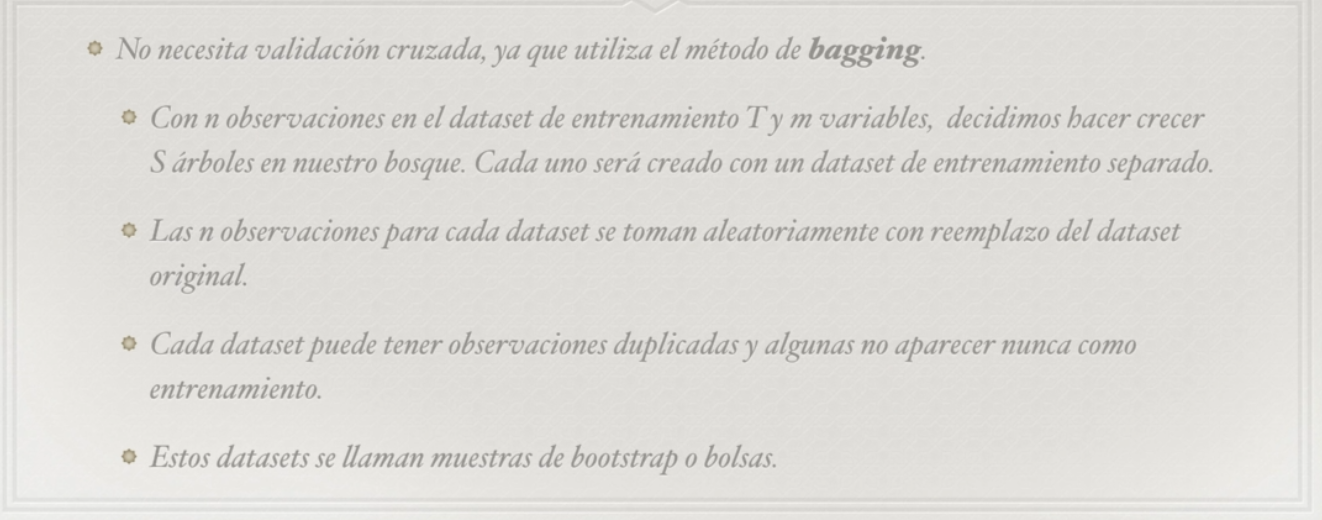 No necesita validación cruzada, ya que utiliza el método de bagging.
Con n observaciones en el dataset de entrenamiento T y m variables, decidimos hacer crecer
S árboles en nuestro bosque. Cada uno será creado con un dataset de entrenamiento separado.
Las n observaciones para cada dataset se toman aleatoriamente con reemplazo del dataset
original.
Cada dataset puede tener observaciones duplicadas y algunas no aparecer nunca como
entrenamiento.
Estos datasets se llaman muestras de bootstrap o bolsas.